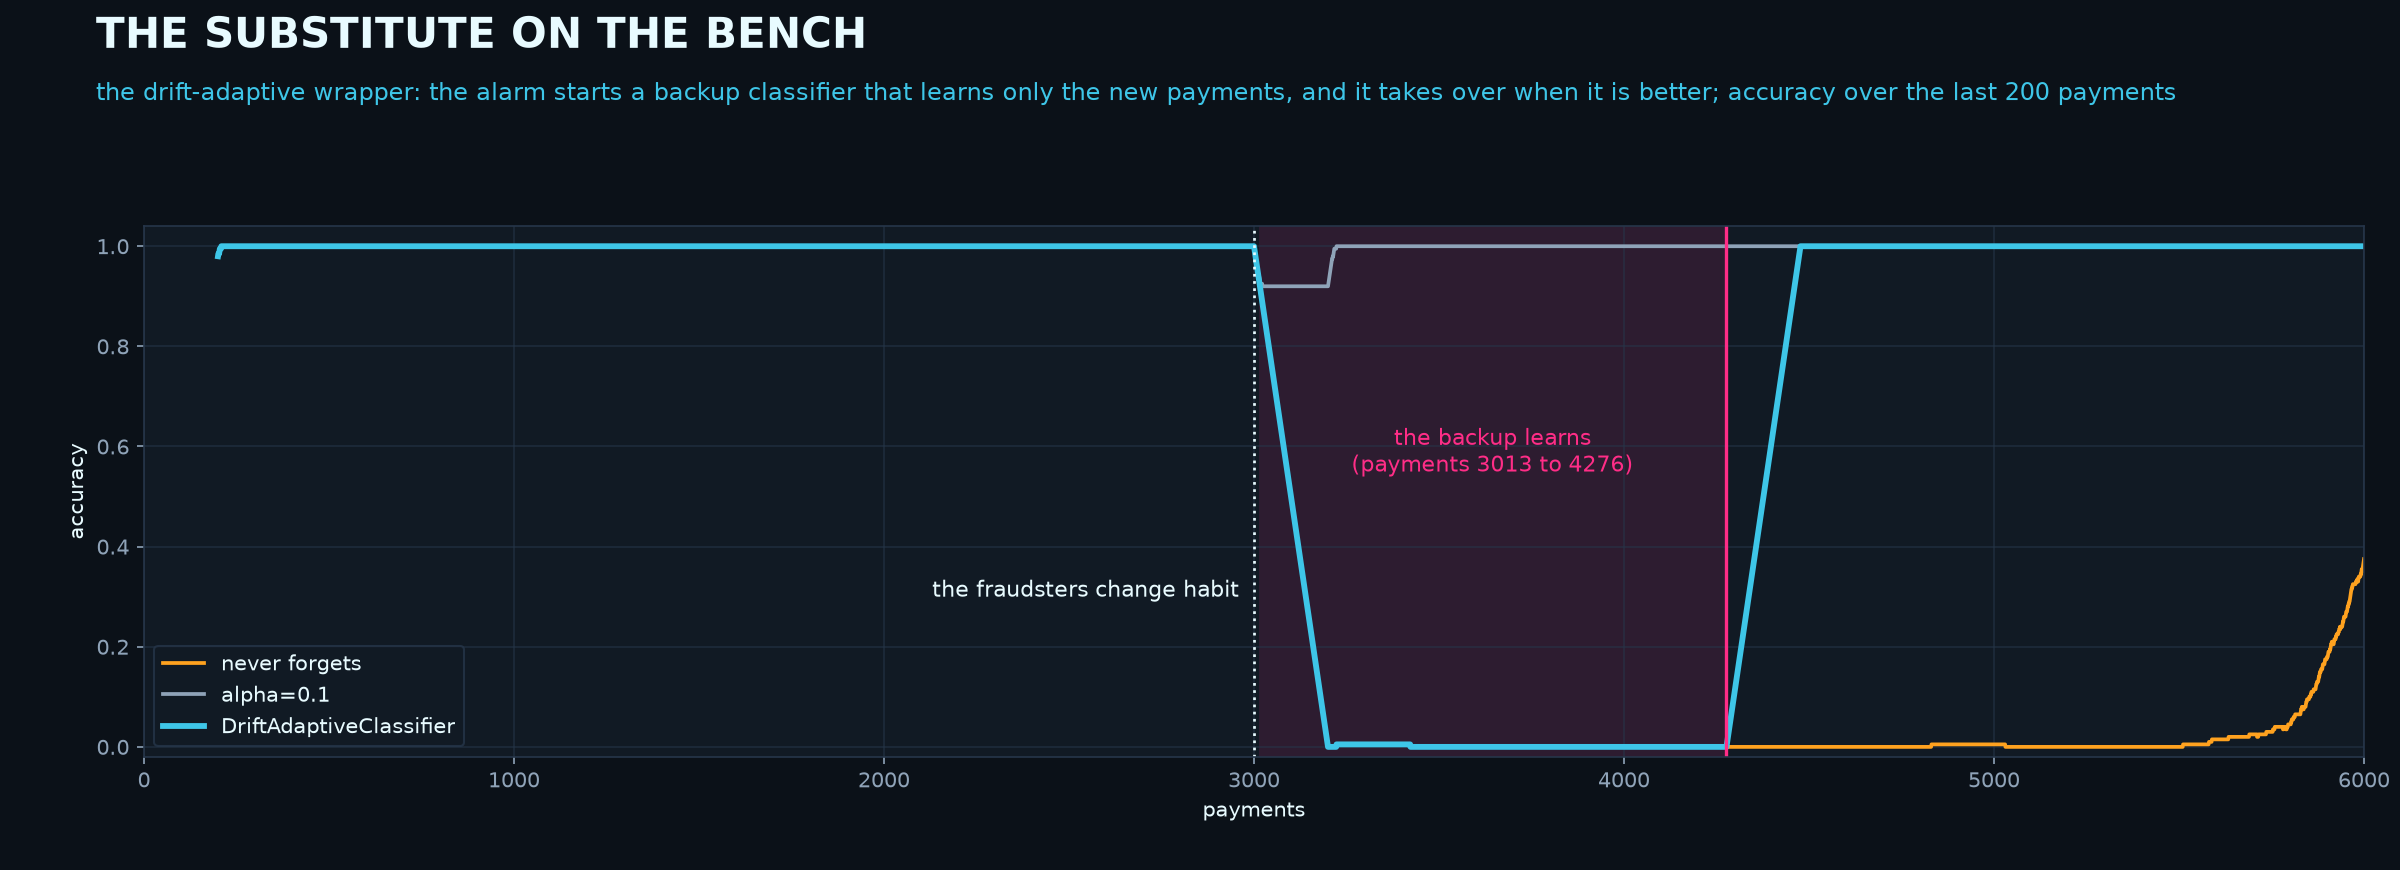 THE SUBSTITUTE ON THE BENCH
the drift-adaptive wrapper: the alarm starts a backup classifier that learns only the new payments, and it takes over when it is better; accuracy over the last 200 payments
1.0
0.8
0.6
0.4
0.2
0.0
accuracy
the backup learns
(payments 3013 to 4276)
the fraudsters change habit
never forgets
alpha=0.1
DriftAdaptiveClassifier
0
1000
2000
3000
4000
5000
6000
payments